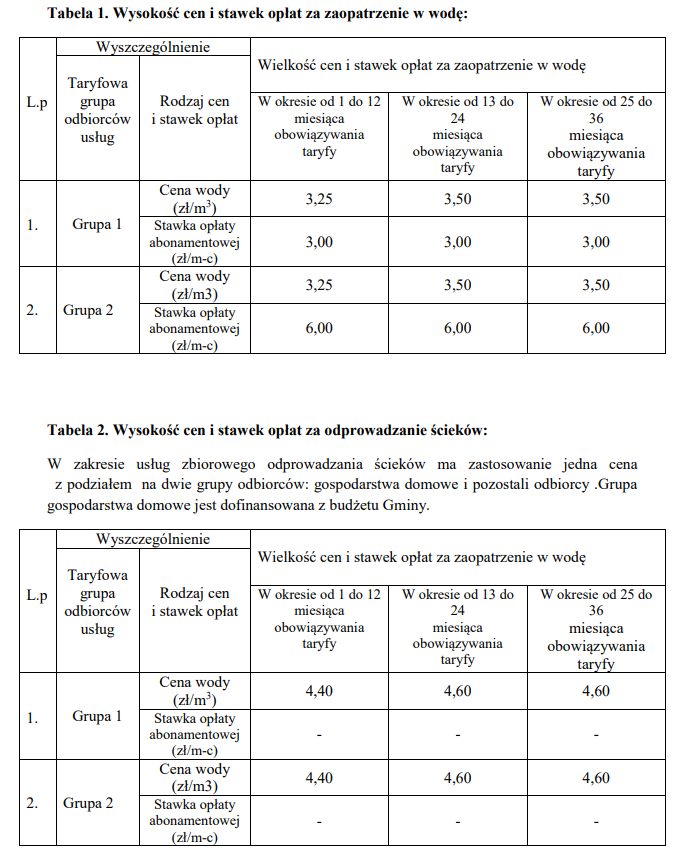 Tabela 1. Wysokość cen i stawek opłat za zaopatrzenie w wodę:
L.p
Wyszczególnienie
Wielkość cen i stawek opłat za zaopatrzenie w wodę
Taryfowa
grupa
odbiorców
usług
Rodzaj cen
i stawek opłat
W okresie od 1 do 12
miesiąca
obowiązywania
taryfy
W okresie od 13 do
24
miesiąca
obowiązywania
taryfy
W okresie od 25 do
36
miesiąca
obowiązywania
taryfy
1.
Grupa 1
Cena wody
(zł/m³)
3,25
3,50
3,50
Stawka opłaty
abonamentowej
(zł/m-c)
3,00
3,00
3,00
2.
Grupa 2
Cena wody
(zł/m3)
3,25
3,50
3,50
Stawka opłaty
abonamentowej
(zł/m-c)
6,00
6,00
6,00
Tabela 2. Wysokość cen i stawek opłat za odprowadzanie ścieków:
W zakresie usług zbiorowego odprowadzania ścieków ma zastosowanie jedna cena
z podziałem na dwie grupy odbiorców: gospodarstwa domowe i pozostali odbiorcy .Grupa
gospodarstwa domowe jest dofinansowana z budżetu Gminy.
L.p
Wyszczególnienie
Wielkość cen i stawek opłat za zaopatrzenie w wodę
Taryfowa
grupa
odbiorców
usług
Rodzaj cen
i stawek opłat
W okresie od 1 do 12
miesiąca
obowiązywania
taryfy
W okresie od 13 do
24
miesiąca
obowiązywania
taryfy
W okresie od 25 do
36
miesiąca
obowiązywania
taryfy
1.
Grupa 1
Cena wody
(zł/m³)
4,40
4,60
4,60
Stawka opłaty
abonamentowej
(zł/m-c)
-
-
-
2.
Grupa 2
Cena wody
(zł/m3)
4,40
4,60
4,60
Stawka opłaty
abonamentowej
(zł/m-c)
-
-
-